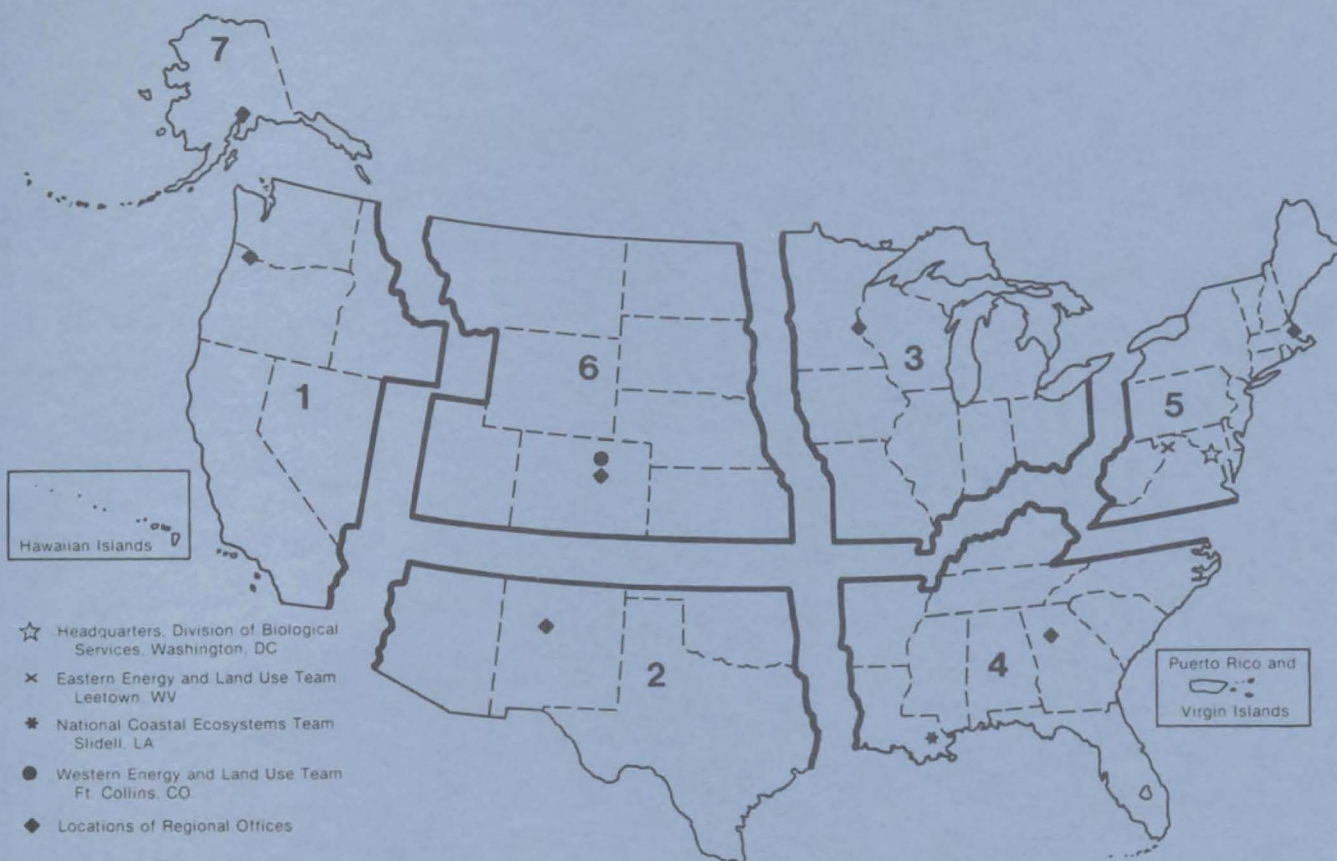 7
3
6
5
1
Hawaiian Islands
Headquarters, Division of Biological
Services, Washington, DC
Eastern Energy and Land Use Team
Leetown, WV
National Coastal Ecosystems Team
Slidell, LA
Western Energy and Land Use Team
Ft. Collins, CO
Locations of Regional Offices
2
4
Puerto Rico and
Virgin Islands